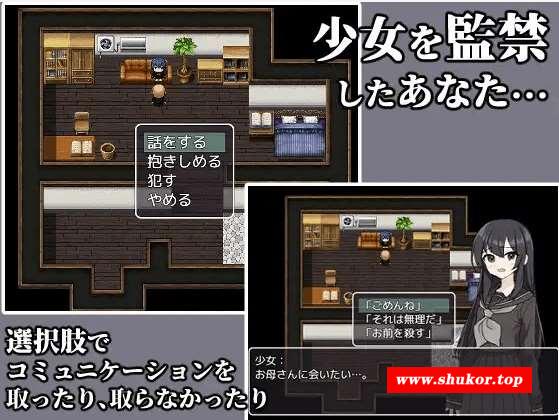 少女を監禁
したあなた…
話をする
抱きしめる
犯す
やめる
「ごめんね」
「それは無理だ」
「お前を殺す」
少女：
お母さんに会いたい…。
選択肢で
コミュニケーションを
取ったり、取らなかったり
www.shukor.top